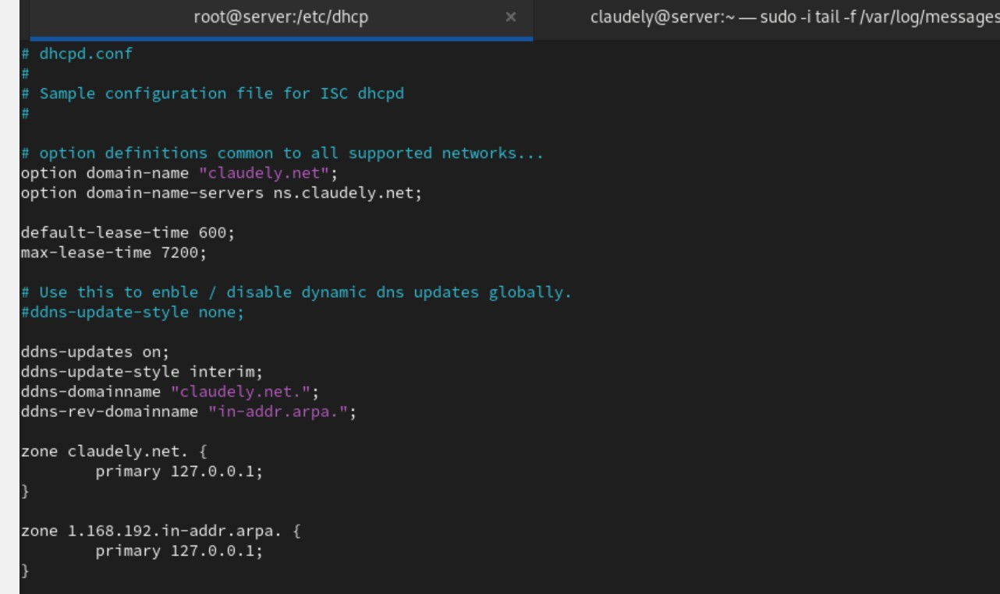 root@server:/etc/dhcp ×
claudely@server:~ — sudo -i tail -f /var/log/messages
# dhcpd.conf
#
# Sample configuration file for ISC dhcpd
#
# option definitions common to all supported networks...
option domain-name "claudely.net";
option domain-name-servers ns.claudely.net;
default-lease-time 600;
max-lease-time 7200;
# Use this to enble / disable dynamic dns updates globally.
#ddns-update-style none;
ddns-updates on;
ddns-update-style interim;
ddns-domainname "claudely.net.";
ddns-rev-domainname "in-addr.arpa.";
zone claudely.net. {
primary 127.0.0.1;
}
zone 1.168.192.in-addr.arpa. {
primary 127.0.0.1;
}